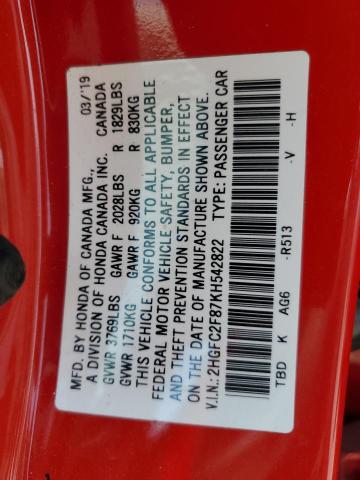 MFD. BY HONDA OF CANADA MFG., 03/'19
A DIVISION OF HONDA CANADA INC. CANADA
GVWR 3769LBS GAWR F 2028LBS R 1829LBS
GVWR 1710KG GAWR F 920KG R 830KG
THIS VEHICLE CONFORMS TO ALL APPLICABLE
FEDERAL MOTOR VEHICLE SAFETY, BUMPER,
AND THEFT PREVENTION STANDARDS IN EFFECT
ON THE DATE OF MANUFACTURE SHOWN ABOVE.
V.I.N.: 2HGFC2F87KH542822 TYPE: PASSENGER CAR
TBD K AG6 -R513 -V -H